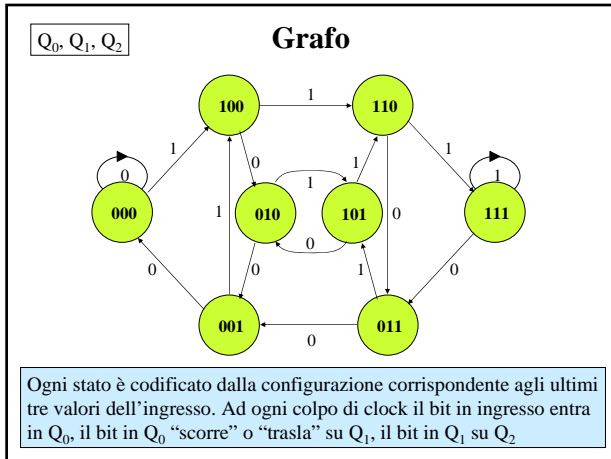 Q₀, Q₁, Q₂
Grafo
100 1 110
1 0 1 1
0 1 1
000 010 101 111
1 0 0
0 0 1 0
001 0 011
Ogni stato è codificato dalla configurazione corrispondente agli ultimi
tre valori dell'ingresso. Ad ogni colpo di clock il bit in ingresso entra
in Q₀, il bit in Q₀ “scorre” o “trasla” su Q₁, il bit in Q₁ su Q₂